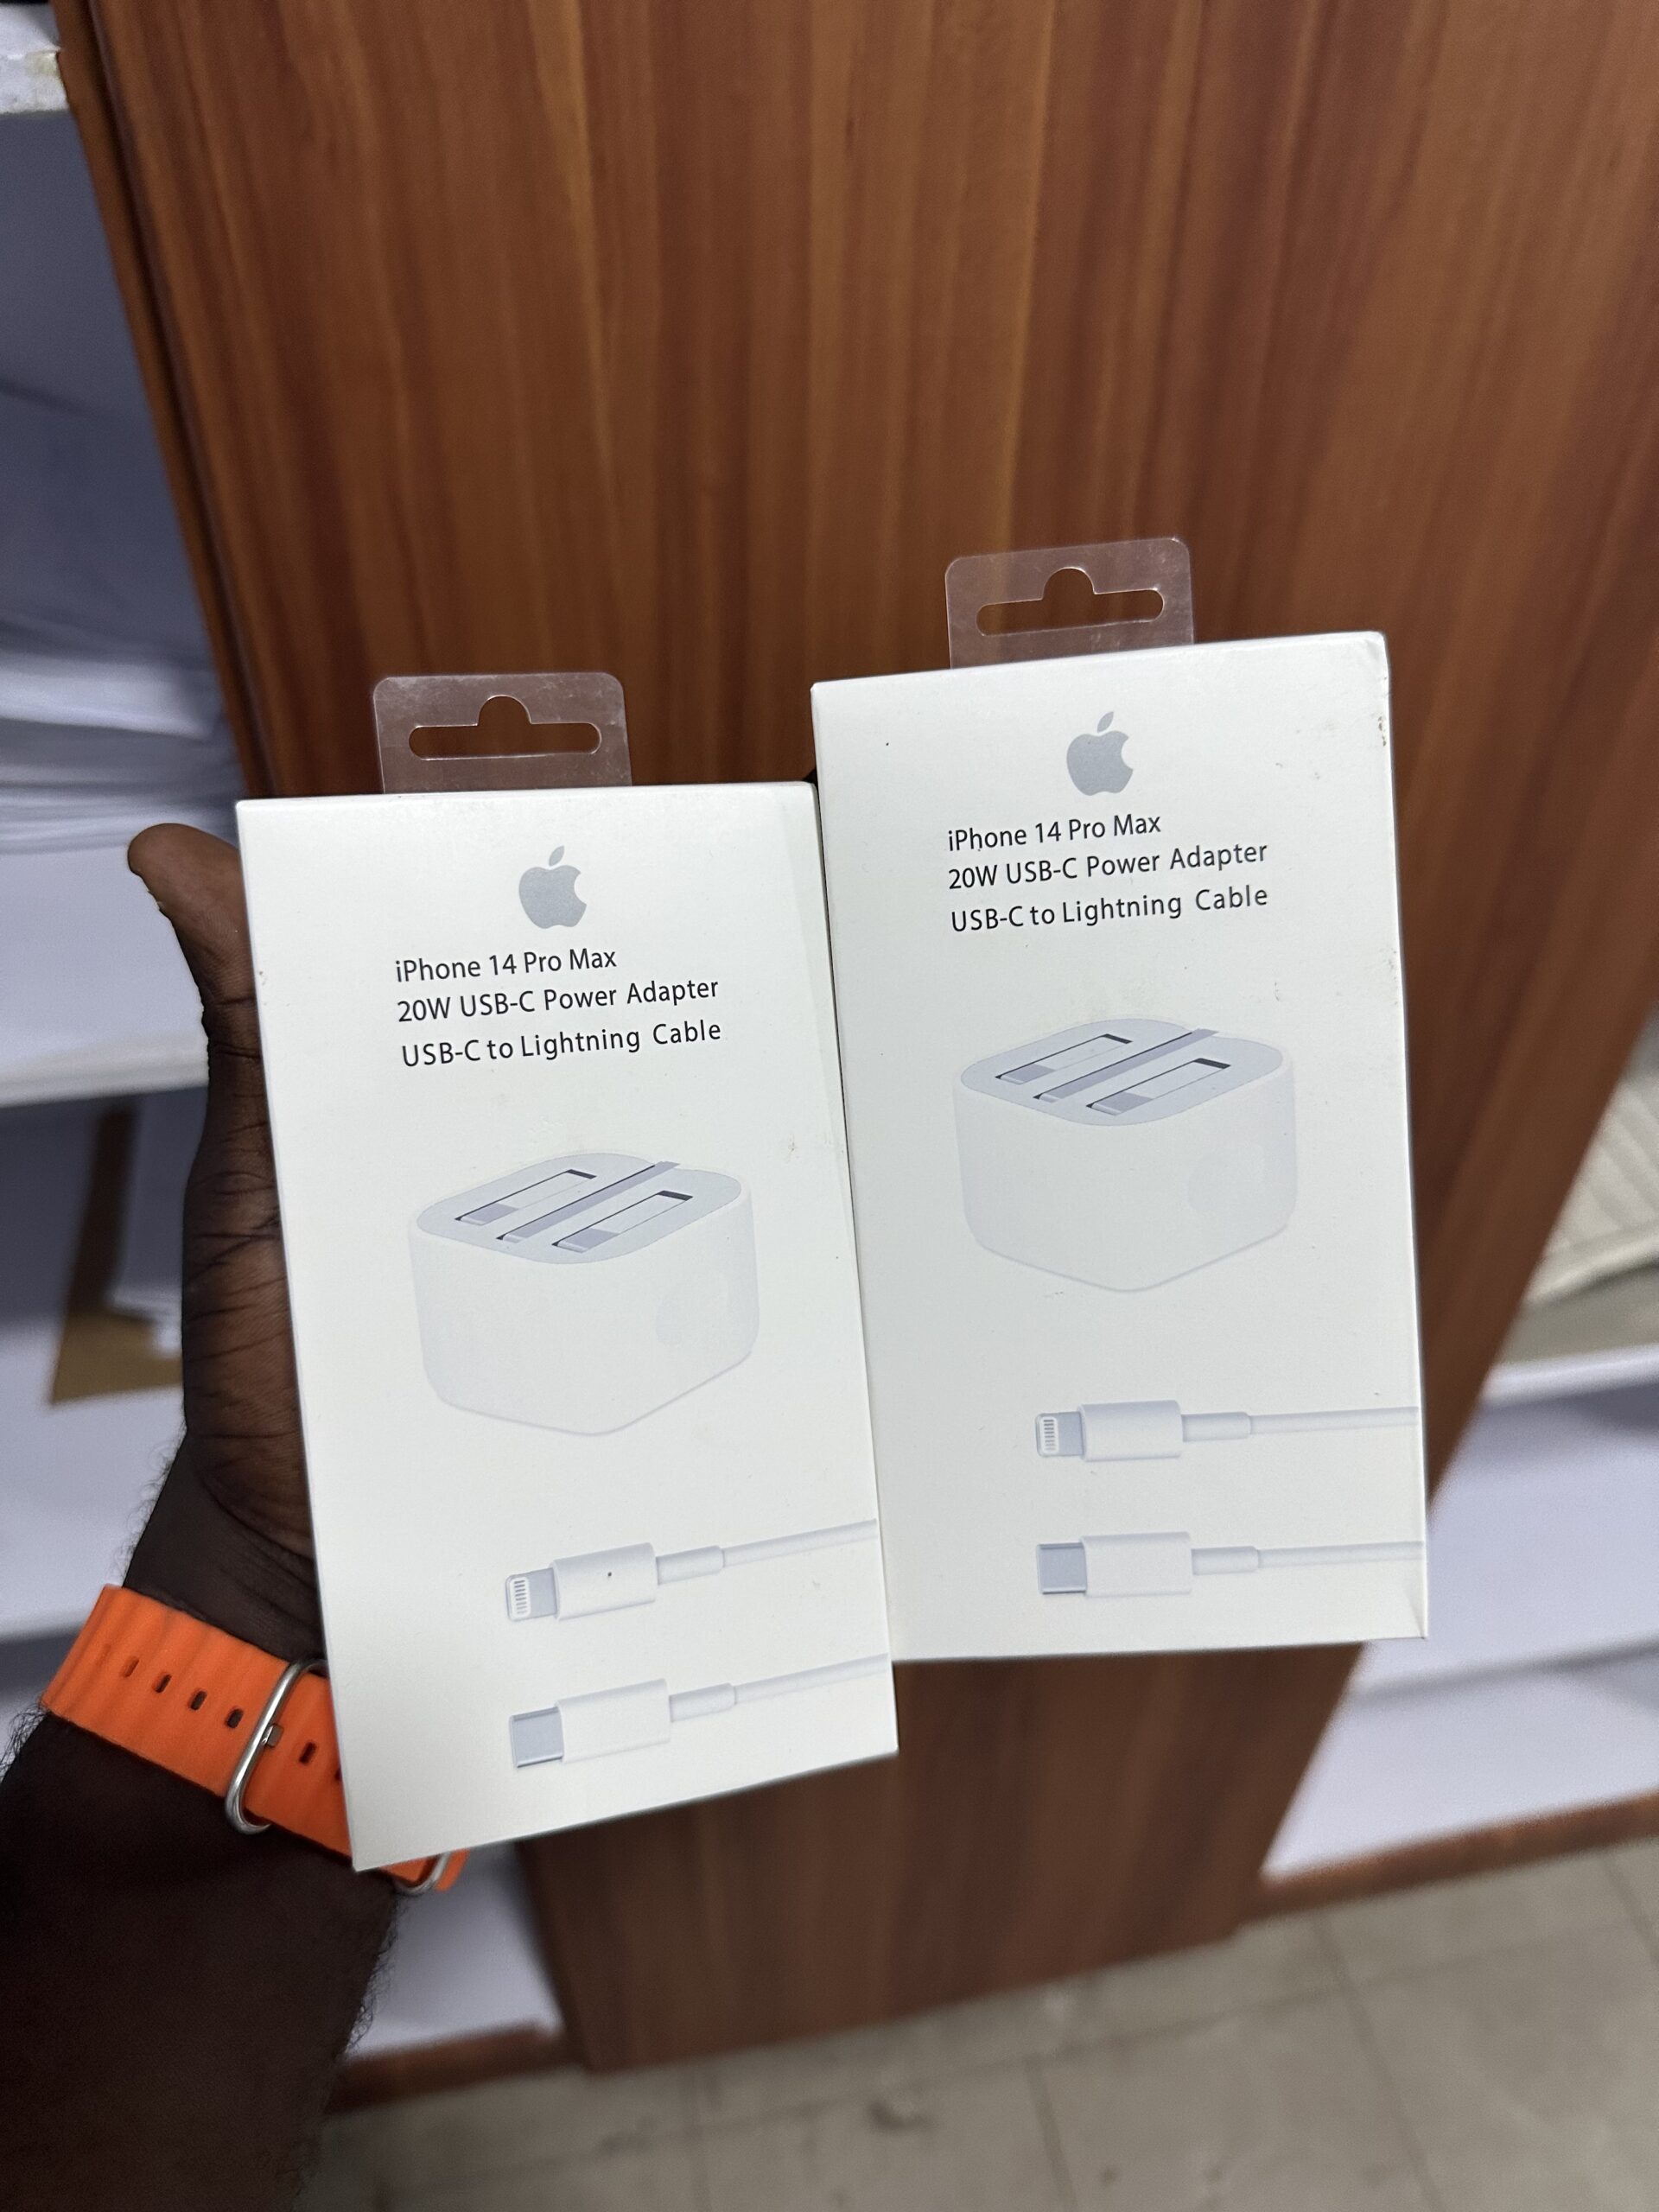 iPhone 14 Pro Max
20W USB-C Power Adapter
USB-C to Lightning Cable
iPhone 14 Pro Max
20W USB-C Power Adapter
USB-C to Lightning Cable